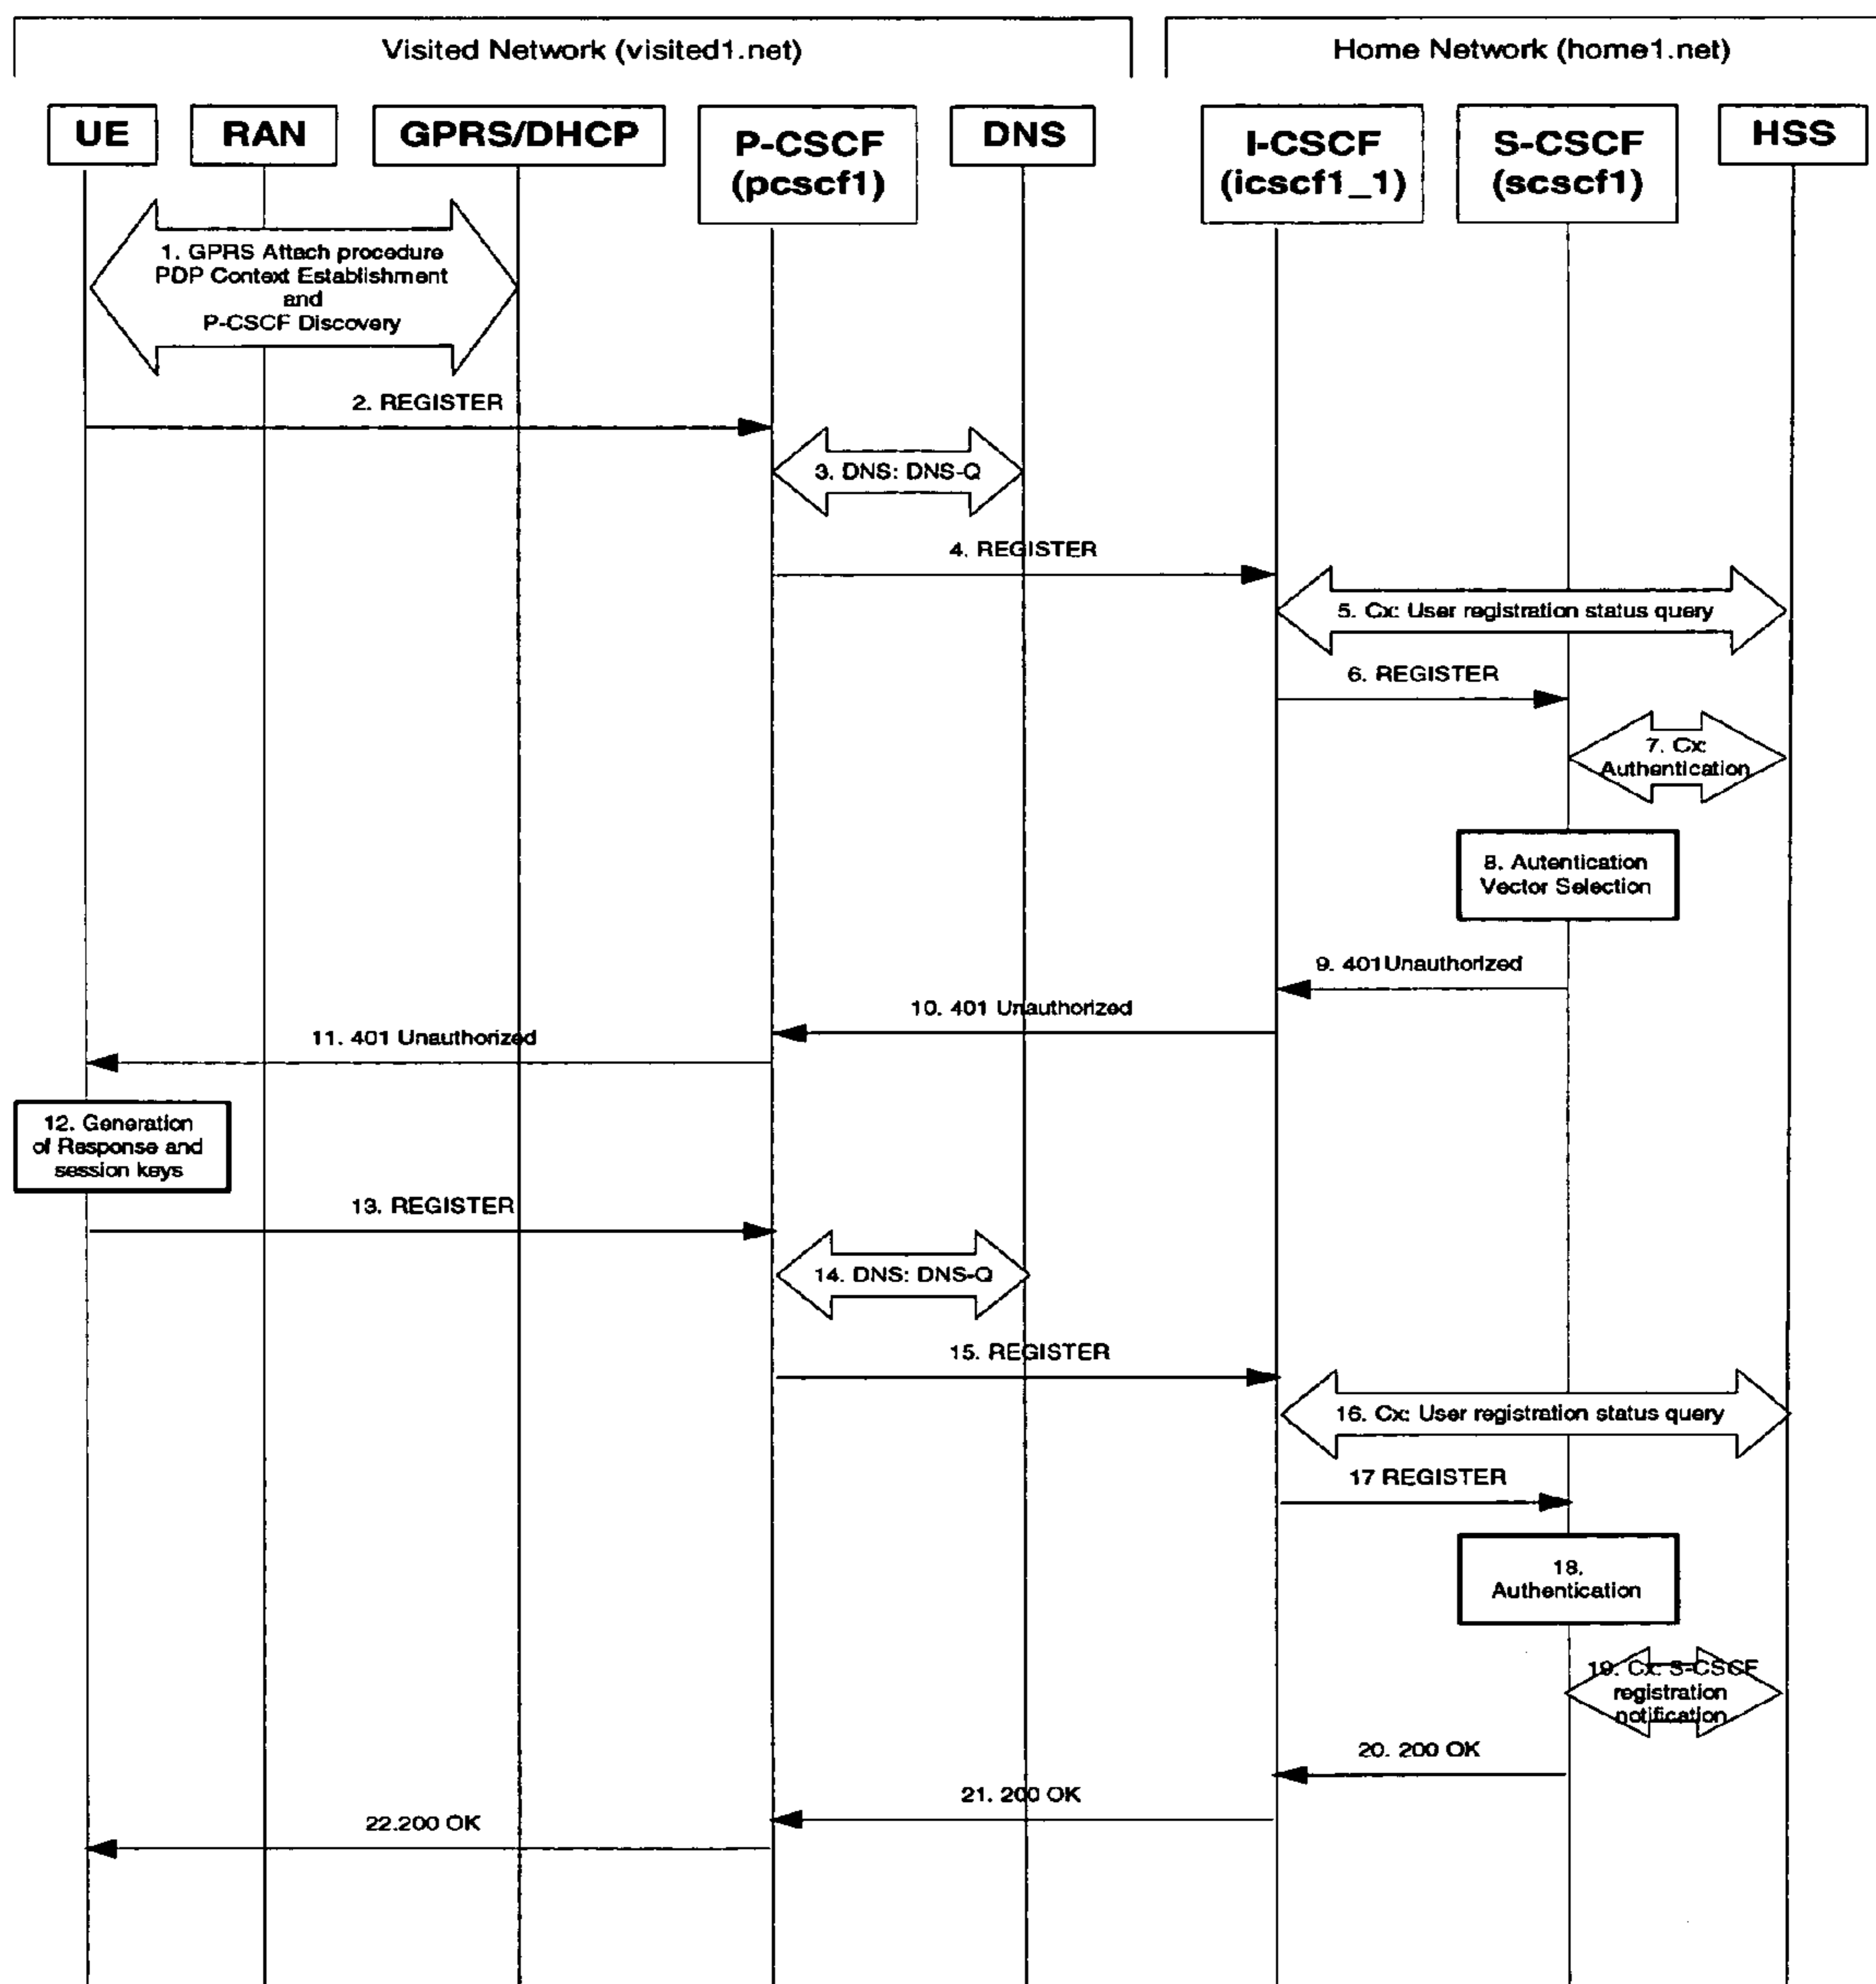 Visited Network (visited1.net)
Home Network (home1.net)
UE
RAN
GPRS/DHCP
P-CSCF
(pcscf1)
DNS
I-CSCF
(icscf1_1)
S-CSCF
(scscf1)
HSS
1. GPRS Attach procedure
PDP Context Establishment
and
P-CSCF Discovery
2. REGISTER
3. DNS: DNS-Q
4. REGISTER
5. Cx: User registration status query
6. REGISTER
7. Cx:
Authentication
8. Autentication
Vector Selection
9. 401Unauthorized
10. 401 Unauthorized
11. 401 Unauthorized
12. Generation
of Response and
session keys
13. REGISTER
14. DNS: DNS-Q
15. REGISTER
16. Cx: User registration status query
17 REGISTER
18.
Authentication
19. Cx: S-CSCF
registration
notification
20. 200 OK
21. 200 OK
22.200 OK